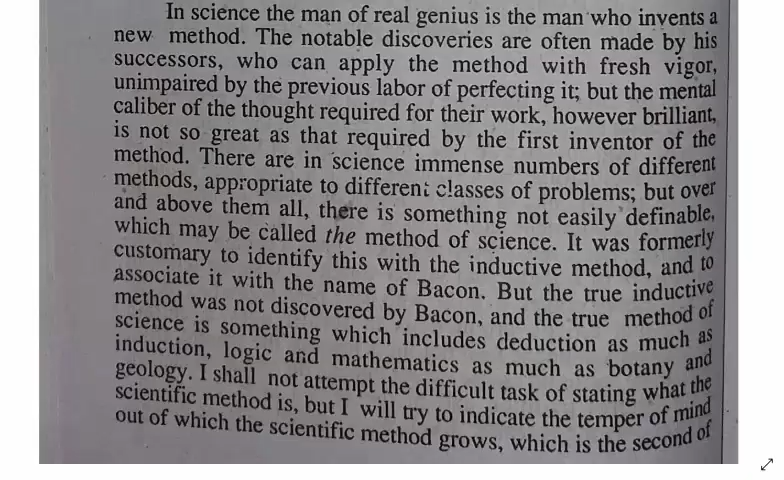 In science the man of real genius is the man who invents a
new method. The notable discoveries are often made by his
successors, who can apply the method with fresh vigor,
unimpaired by the previous labor of perfecting it; but the mental
caliber of the thought required for their work, however brilliant,
is not so great as that required by the first inventor of the
method. There are in science immense numbers of different
methods, appropriate to different classes of problems; but over
and above them all, there is something not easily definable,
which may be called the method of science. It was formerly
customary to identify this with the inductive method, and to
associate it with the name of Bacon. But the true inductive
method was not discovered by Bacon, and the true method of
science is something which includes deduction as much as
induction, logic and mathematics as much as botany and
geology. I shall not attempt the difficult task of stating what the
scientific method is, but I will try to indicate the temper of mind
out of which the scientific method grows, which is the second of